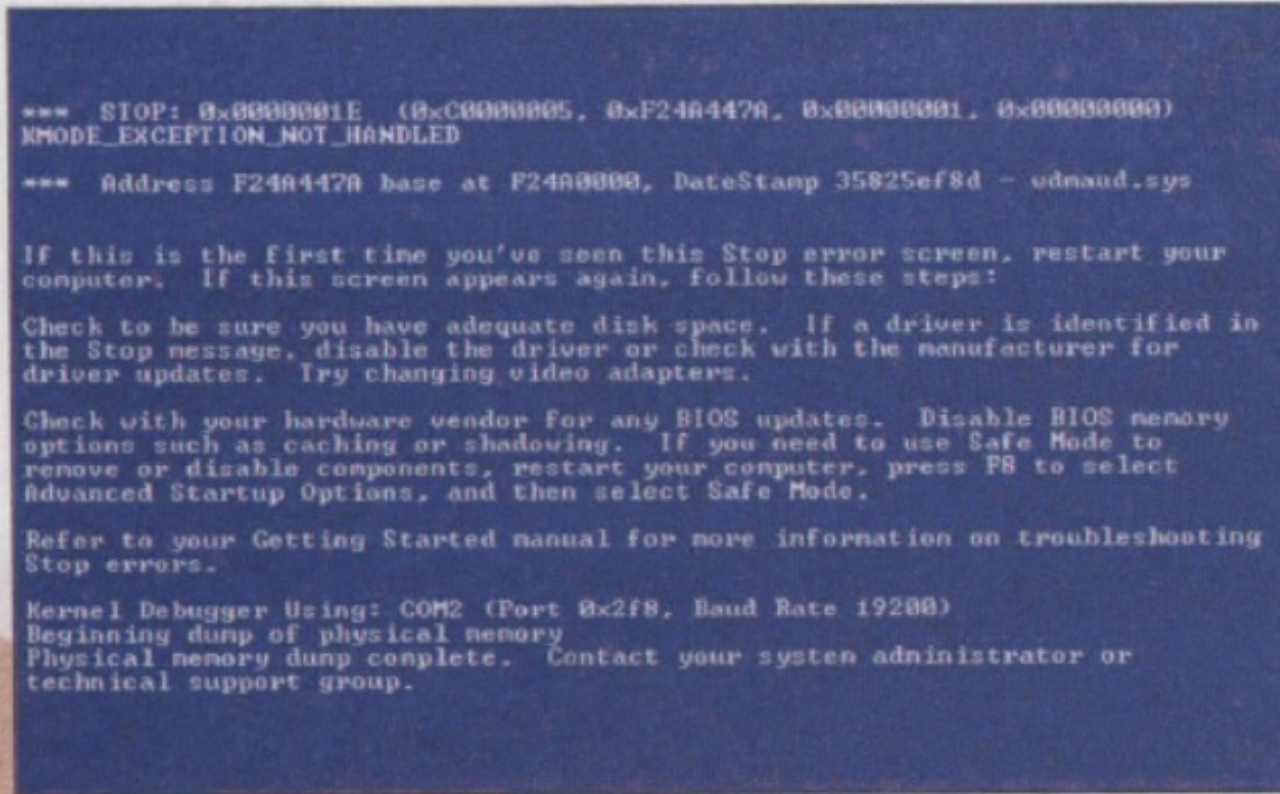 *** STOP: 0x0000001E (0xC0000005, 0xF24A447A, 0x00000001, 0x00000000)
KMODE_EXCEPTION_NOT_HANDLED
*** Address F24A447A base at F24A0000, DateStamp 35825ef8d - wdmaud.sys
If this is the first time you've seen this Stop error screen, restart your
computer. If this screen appears again, follow these steps:
Check to be sure you have adequate disk space. If a driver is identified in
the Stop message, disable the driver or check with the manufacturer for
driver updates. Try changing video adapters.
Check with your hardware vendor for any BIOS updates. Disable BIOS memory
options such as caching or shadowing. If you need to use Safe Mode to
remove or disable components, restart your computer, press F8 to select
Advanced Startup Options, and then select Safe Mode.
Refer to your Getting Started manual for more information on troubleshooting
Stop errors.
Kernel Debugger Using: COM2 (Port 0x2f8, Baud Rate 19200)
Beginning dump of physical memory
Physical memory dump complete. Contact your system administrator or
technical support group.